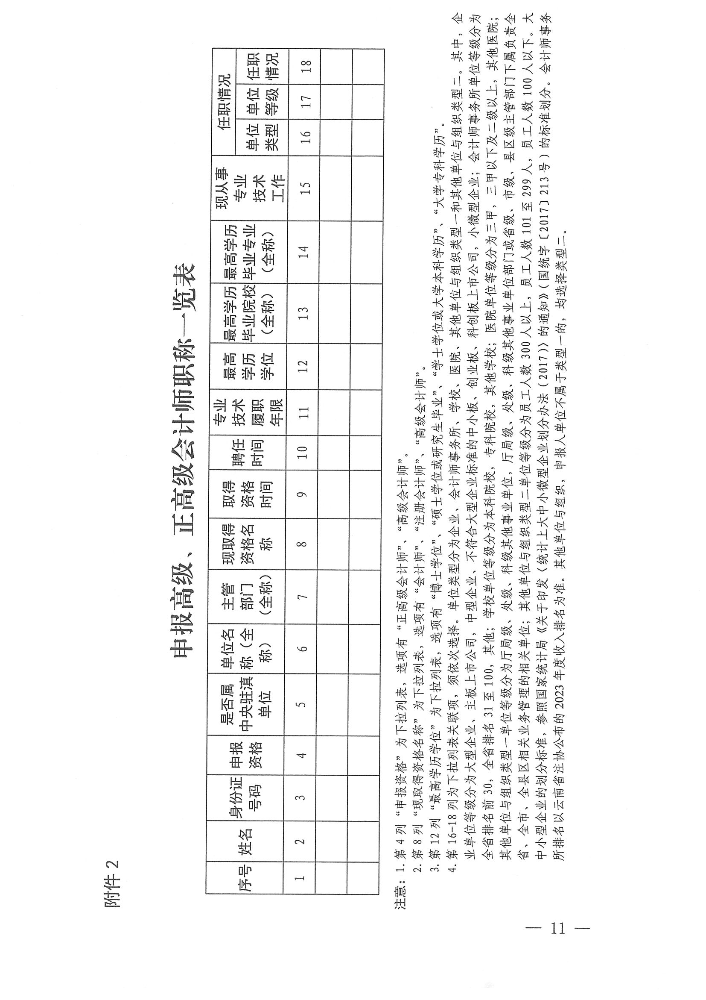 附件 2
申报高级、正高级会计师职称一览表
序号 姓名 身份证号码 申报资格 是否属中央驻滇单位 单位名称（全称） 主管部门（全称） 现取得资格名称 取得资格时间 聘任时间 专业技术履职年限 最高学历学位 最高学历毕业院校（全称） 最高学历毕业专业（全称） 现从事专业技术工作 任职情况
单位类型 单位等级 任职情况
1 2 3 4 5 6 7 8 9 10 11 12 13 14 15 16 17 18
注意：1. 第 4 列“申报资格”为下拉列表，选项有“正高级会计师”、“高级会计师”。
2. 第 8 列“现取得资格名称”为下拉列表，选项有“会计师”、“注册会计师”、“高级会计师”。
3. 第 12 列“最高学历学位”为下拉列表，选项有“博士学位”、“硕士学位或研究生毕业”、“学士学位或大学本科学历”、“大学专科学历”。
4. 第 16-18 列为下拉列表关联项，须依次选择。单位类型分为企业、会计师事务所、学校、医院、其他单位与组织类型一和其他单位与组织类型二。其中，企
业单位等级分为大型企业、主板上市公司，中型企业、不符合大型企业标准的中小板、创业板、科创板上市公司，小微型企业；会计师事务所单位等级分为
全省排名前 30，全省排名 31 至 100，其他；学校单位等级分为本科院校，专科院校，其他学校；医院单位等级分为三甲，三甲以下及二级以上，其他医院；
其他单位与组织类型一单位等级分为厅局级、处级、科级其他事业单位，厅局级、处级、科级其他事业单位部门或省级、市级、县区级主管部门下属负责全
省、全市、全县区相关业务管理的相关单位；其他单位与组织类型二单位等级分为员工人数 300 人以上，员工人数 101 至 299 人，员工人数 100 人以下。大
中小型企业的划分标准，参照国家统计局《关于印发〈统计上大中小微型企业划分办法（2017）〉的通知》（国统字〔2017〕213 号）的标准划分。会计师事务
所排名以云南省注协公布的 2023 年度收入排名为准。其他单位与组织，申报人单位不属于类型一的，均选择类型二。
— 11 —